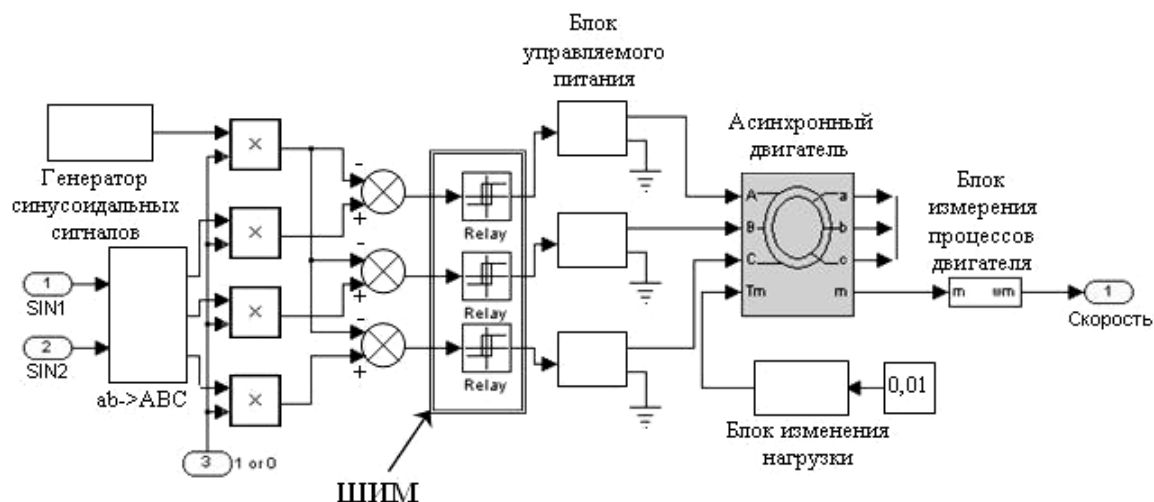 Блок
управляемого
питания
Асинхронный
двигатель
Блок
измерения
процессов
двигателя
Генератор
синусоидальных
сигналов
×
×
×
×
-
+
-
+
-
+
Relay
Relay
Relay
A
B
C
Tm
a
b
c
m
m
wm
1
Скорость
1
SIN1
2
SIN2
ab->ABC
3
1 or 0
0,01
Блок изменения
нагрузки
ШИМ